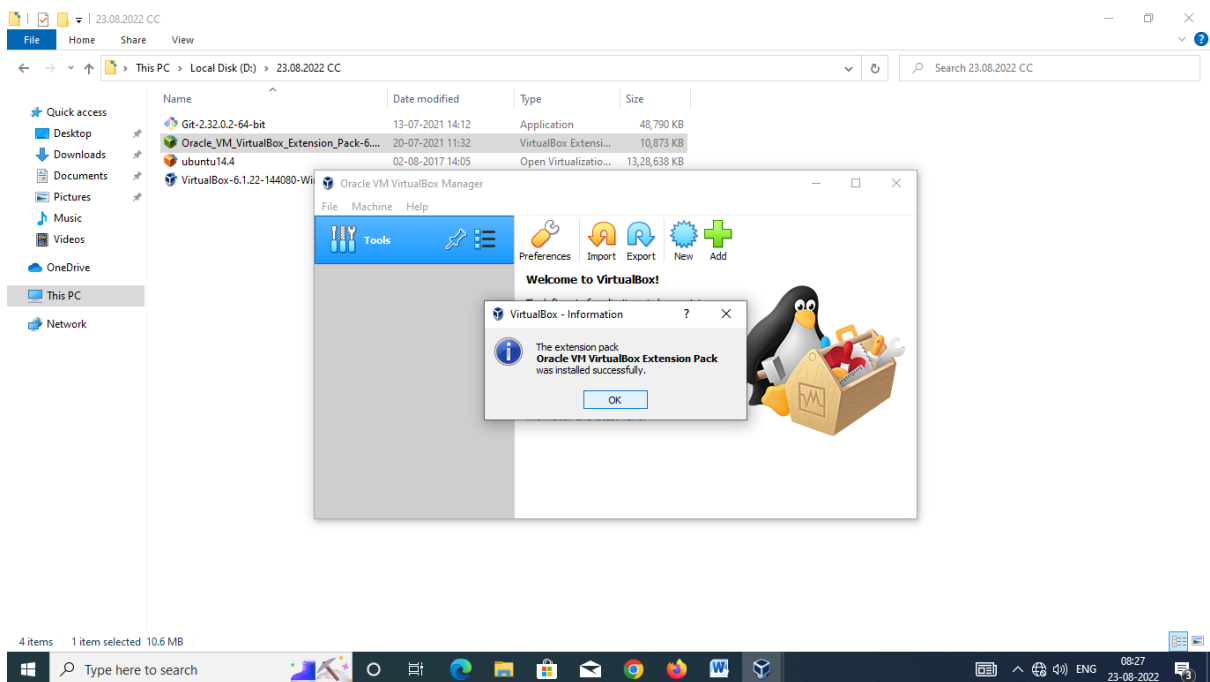 23.08.2022 CC
File Home Share View
This PC > Local Disk (D:) > 23.08.2022 CC
Search 23.08.2022 CC
Name Date modified Type Size
Quick access
Desktop
Downloads
Documents
Pictures
Music
Videos
OneDrive
This PC
Network
Git-2.32.0.2-64-bit 13-07-2021 14:12 Application 48,790 KB
Oracle_VM_VirtualBox_Extension_Pack-6.... 20-07-2021 11:32 VirtualBox Extensi... 10,873 KB
ubuntu14.4 02-08-2017 14:05 Open Virtualizatio... 13,28,638 KB
VirtualBox-6.1.22-144080-Wi
Oracle VM VirtualBox Manager
File Machine Help
Tools
Preferences Import Export New Add
Welcome to VirtualBox!
VirtualBox - Information ? X
The extension pack
Oracle VM VirtualBox Extension Pack
was installed successfully.
OK
4 items 1 item selected 10.6 MB
Type here to search
ENG
08:27
23-08-2022
3